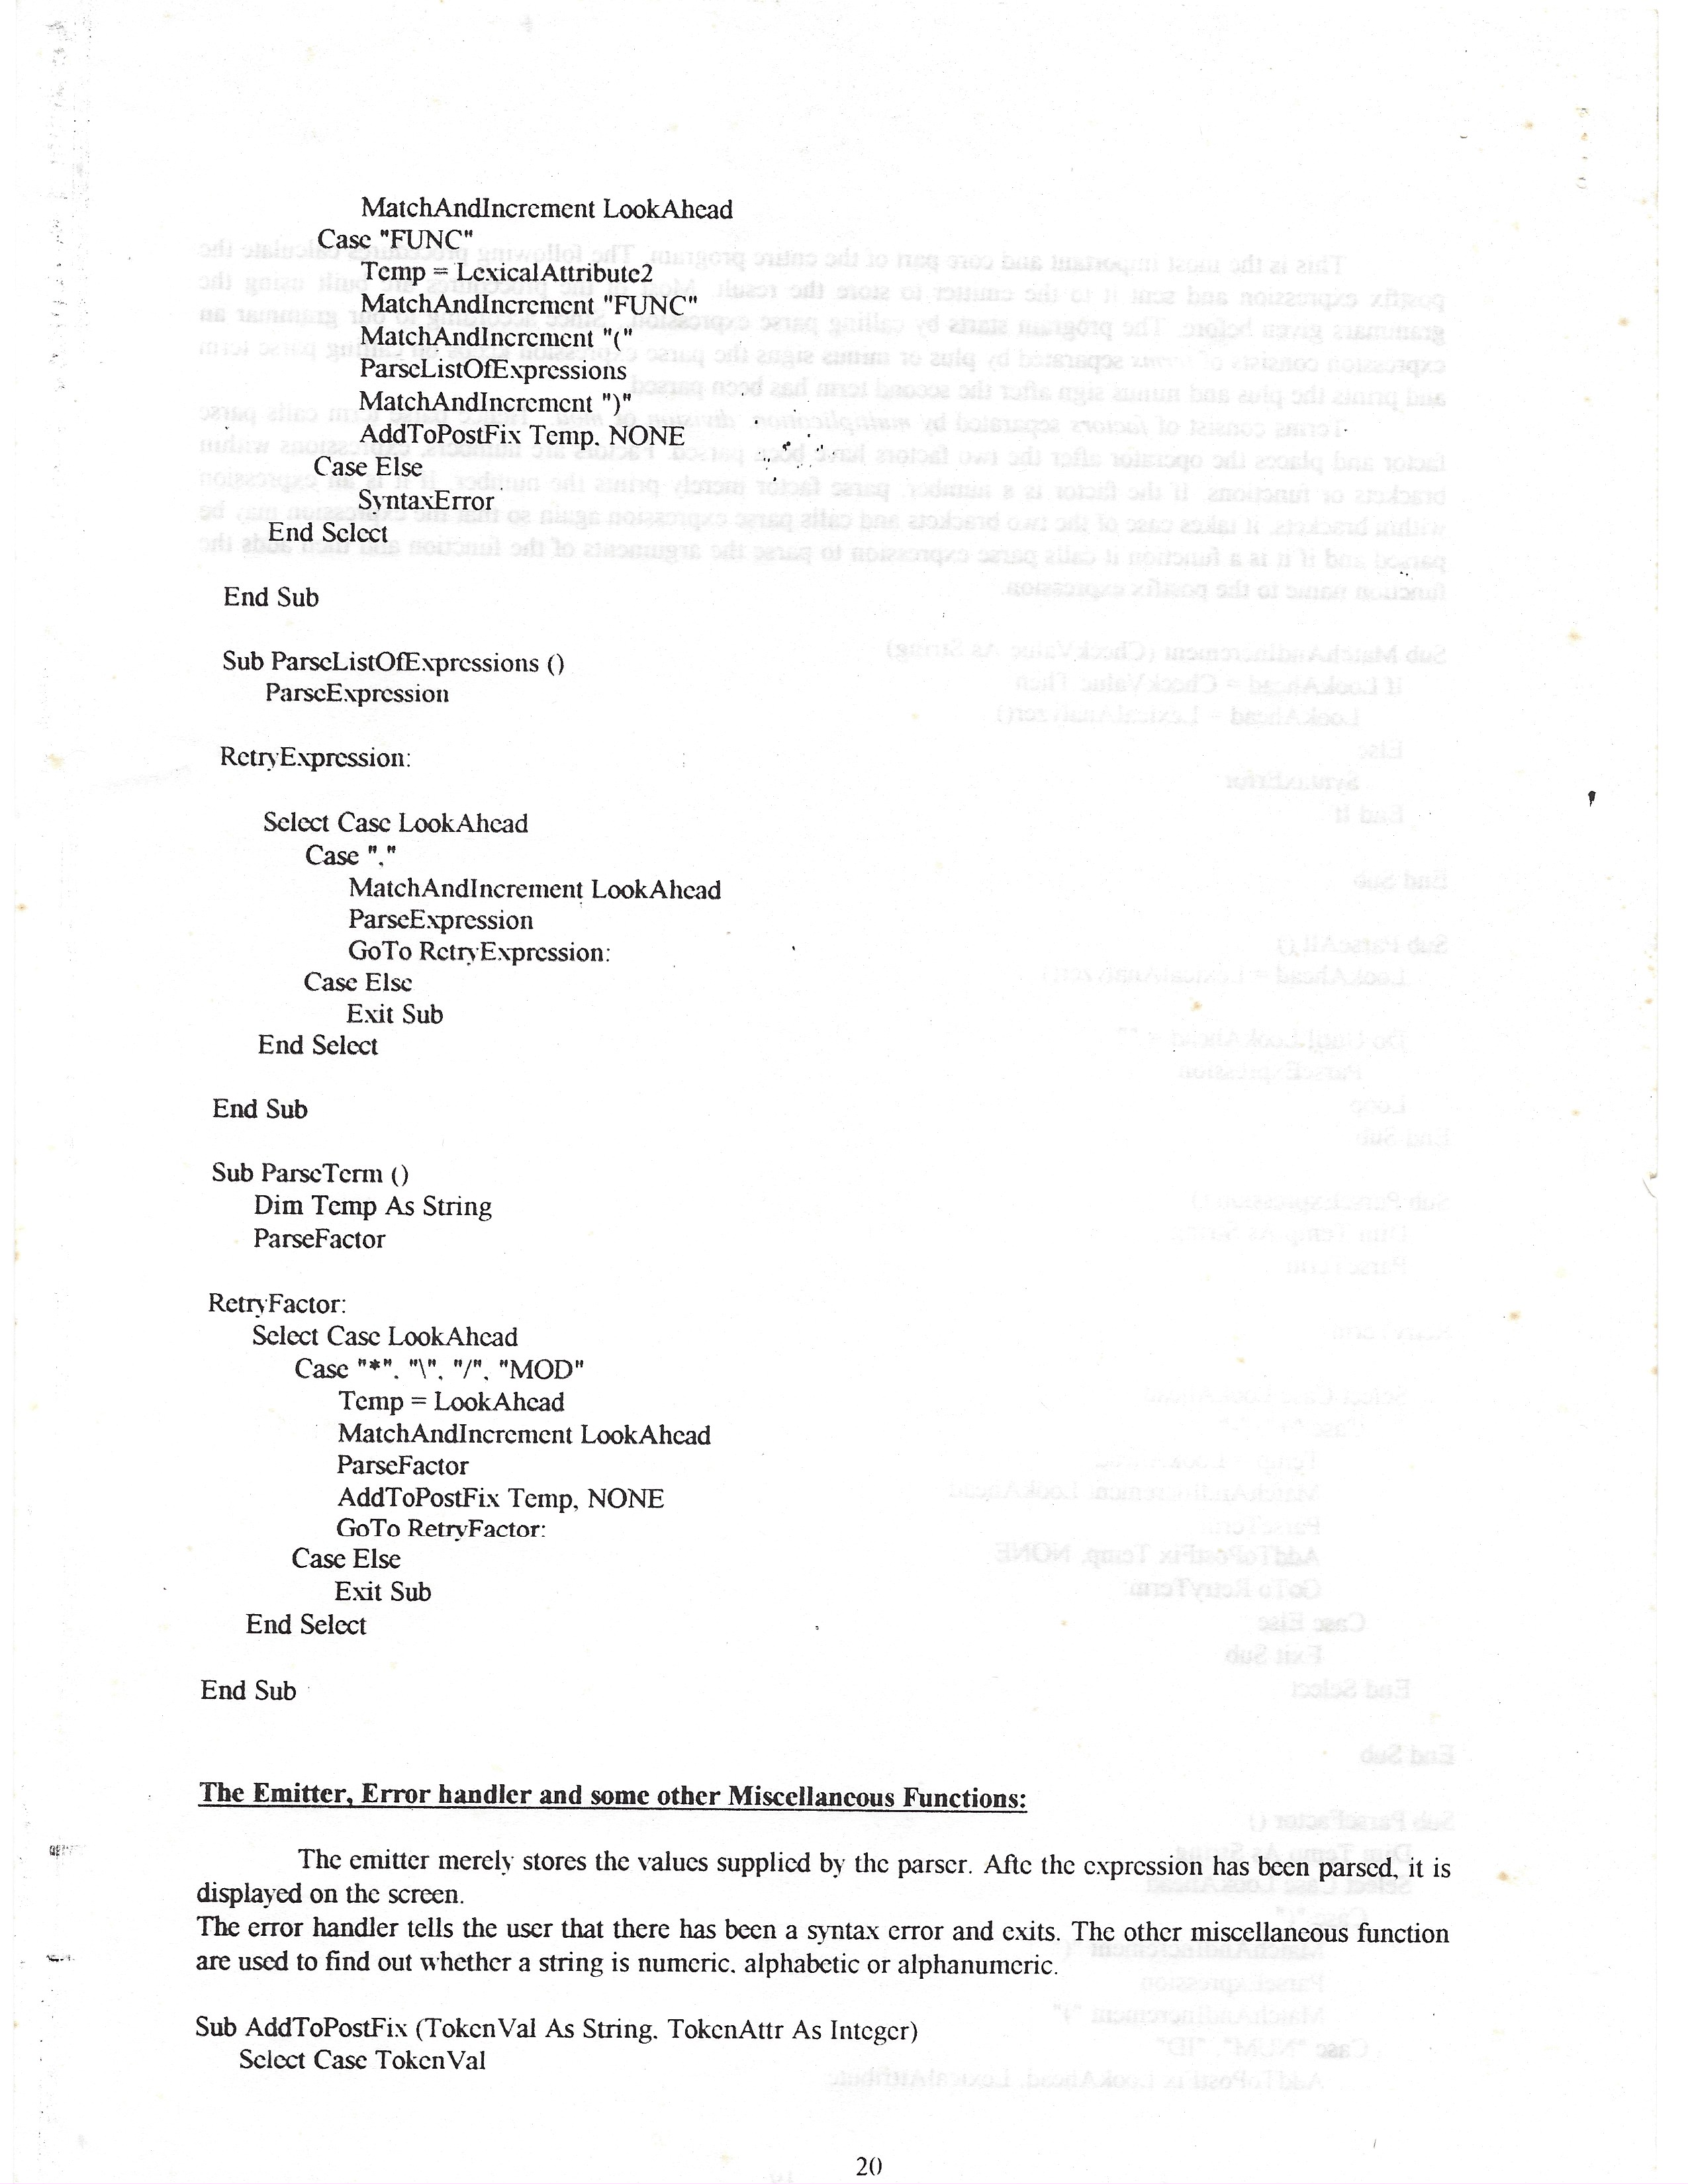 MatchAndIncrement LookAhead
Case "FUNC"
Temp = LexicalAttribute2
MatchAndIncrement "FUNC"
MatchAndIncrement "("
ParseListOfExpressions
MatchAndIncrement ")"
AddToPostFix Temp, NONE
Case Else
SyntaxError
End Select
End Sub
Sub ParseListOfExpressions ()
ParseExpression
RetryExpression:
Select Case LookAhead
Case ","
MatchAndIncrement LookAhead
ParseExpression
GoTo RetryExpression:
Case Else
Exit Sub
End Select
End Sub
Sub ParseTerm ()
Dim Temp As String
ParseFactor
RetryFactor:
Select Case LookAhead
Case "*", "\", "/", "MOD"
Temp = LookAhead
MatchAndIncrement LookAhead
ParseFactor
AddToPostFix Temp, NONE
GoTo RetryFactor:
Case Else
Exit Sub
End Select
End Sub
The Emitter, Error handler and some other Miscellaneous Functions:
The emitter merely stores the values supplied by the parser. Afte the expression has been parsed, it is
displayed on the screen.
The error handler tells the user that there has been a syntax error and exits. The other miscellaneous function
are used to find out whether a string is numeric, alphabetic or alphanumeric.
Sub AddToPostFix (TokenVal As String, TokenAttr As Integer)
Select Case TokenVal
20